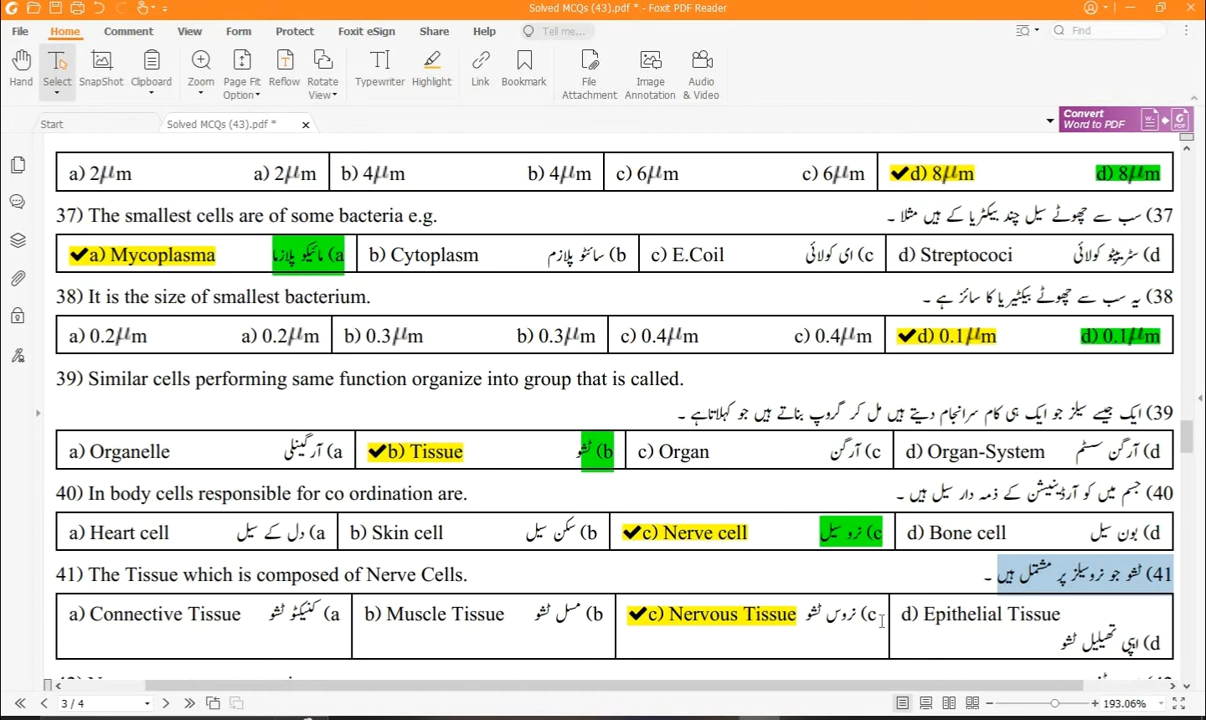 Solved MCQs (43).pdf * - Foxit PDF Reader
File Home Comment View Form Protect Foxit eSign Share Help Tell me... Find
Hand Select SnapShot Clipboard Zoom Page Fit Option Reflow Rotate View Typewriter Highlight Link Bookmark File Attachment Image Annotation Audio & Video
Start Solved MCQs (43).pdf * Convert Word to PDF
a) 2μm a) 2μm b) 4μm b) 4μm c) 6μm c) 6μm ✔d) 8μm d) 8μm
37) The smallest cells are of some bacteria e.g. 37) سب سے چھوٹے سیل چند بیکٹریا کے ہیں مثلا ۔
✔a) Mycoplasma a) مائیکو پلازما b) Cytoplasm b) سائٹو پلازم c) E.Coil c) ای کولائی d) Streptococi d) سٹریپٹو کولائی
38) It is the size of smallest bacterium. 38) یہ سب سے چھوٹے بیکٹیریا کا سائز ہے ۔
a) 0.2μm a) 0.2μm b) 0.3μm b) 0.3μm c) 0.4μm c) 0.4μm ✔d) 0.1μm d) 0.1μm
39) Similar cells performing same function organize into group that is called.
39) ایک جیسے سیلز جو ایک ہی کام سرانجام دیتے ہیں مل کر گروپ بناتے ہیں جو کہلاتاہے ۔
a) Organelle a) آرگینلی ✔b) Tissue b) ٹشو c) Organ c) آرگن d) Organ-System d) آرگن سسٹم
40) In body cells responsible for co ordination are. 40) جسم میں کو آرڈینیشن کے ذمہ دار سیل ہیں ۔
a) Heart cell a) دل کے سیل b) Skin cell b) سکن سیل ✔c) Nerve cell c) نرو سیل d) Bone cell d) بون سیل
41) The Tissue which is composed of Nerve Cells. 41) ٹشو جو نروسیلز پر مشتمل ہیں ۔
a) Connective Tissue a) کنیکٹو ٹشو b) Muscle Tissue b) مسل ٹشو ✔c) Nervous Tissue c) نروس ٹشو d) Epithelial Tissue
d) اپی تھیلیل ٹشو
3 / 4 193.06%